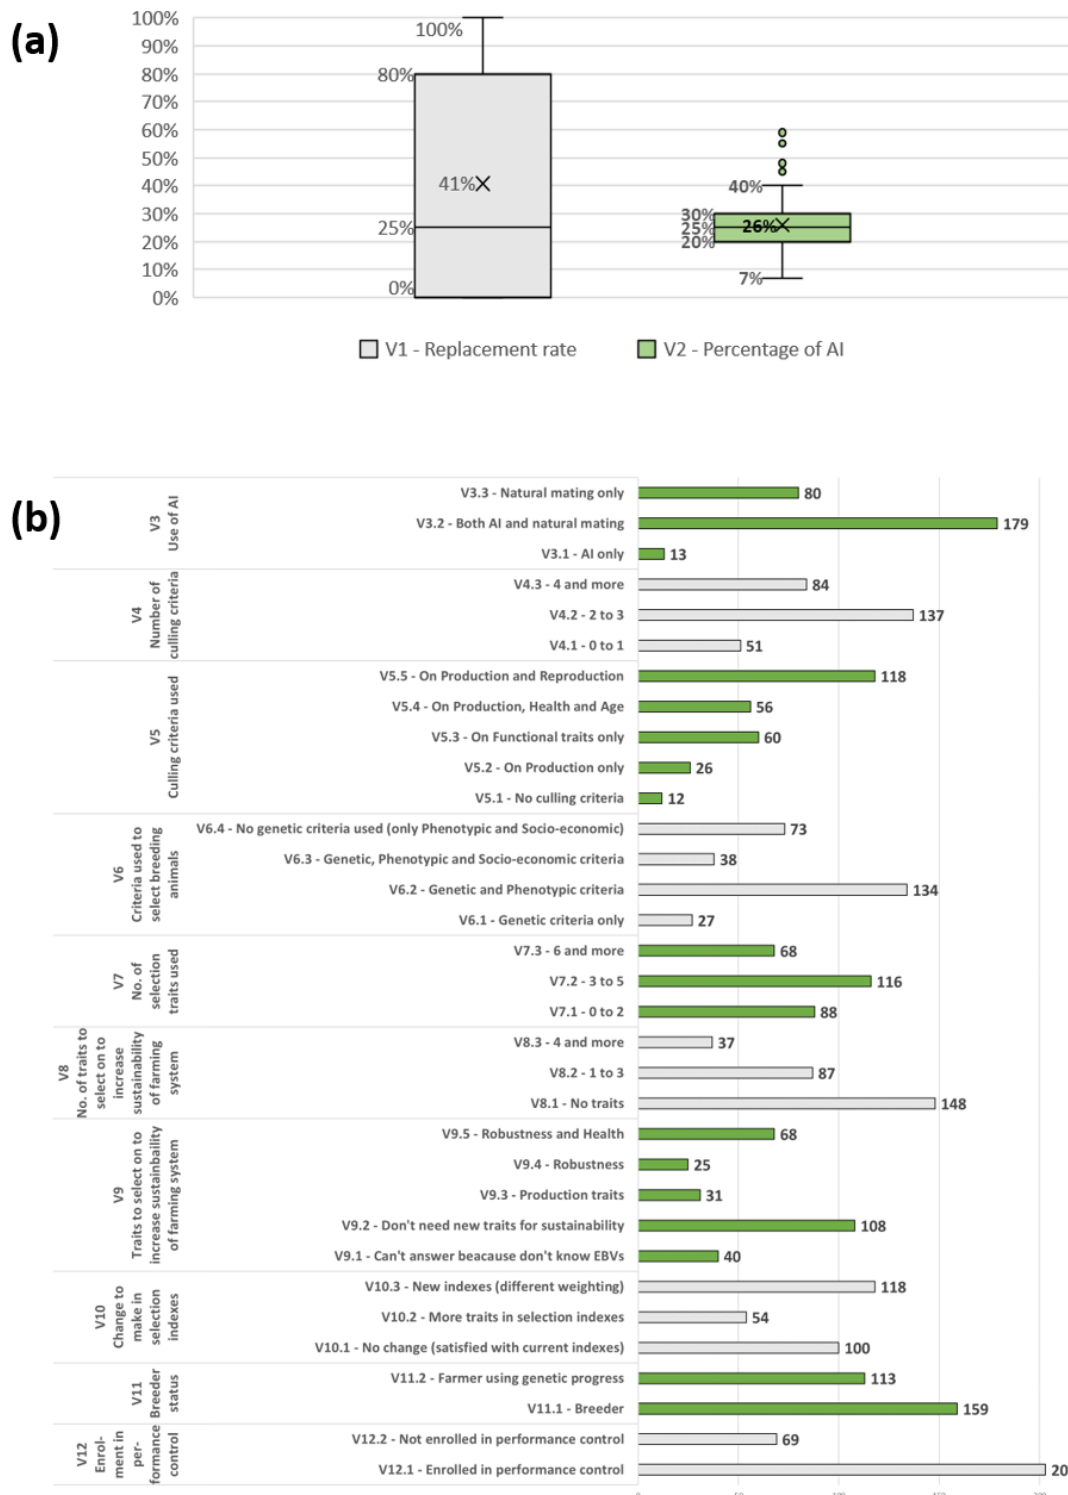 (a)
100%
90%
80%
70%
60%
50%
40%
30%
20%
10%
0%
100%
80%
41%
25%
0%
40%
30%
25%
26%
20%
7%
V1 - Replacement rate
V2 - Percentage of AI
(b)
V3
Use of AI
V3.3 - Natural mating only 80
V3.2 - Both AI and natural mating 179
V3.1 - AI only 13
V4
Number of
culling criteria
V4.3 - 4 and more 84
V4.2 - 2 to 3 137
V4.1 - 0 to 1 51
V5
Culling criteria used
V5.5 - On Production and Reproduction 118
V5.4 - On Production, Health and Age 56
V5.3 - On Functional traits only 60
V5.2 - On Production only 26
V5.1 - No culling criteria 12
V6
Criteria used to
select breeding
animals
V6.4 - No genetic criteria used (only Phenotypic and Socio-economic) 73
V6.3 - Genetic, Phenotypic and Socio-economic criteria 38
V6.2 - Genetic and Phenotypic criteria 134
V6.1 - Genetic criteria only 27
V7
No. of
selection
traits used
V7.3 - 6 and more 68
V7.2 - 3 to 5 116
V7.1 - 0 to 2 88
V8
No. of traits to
select on to
increase
sustainability
of farming
system
V8.3 - 4 and more 37
V8.2 - 1 to 3 87
V8.1 - No traits 148
V9
Traits to select on to
increase sustainbaility
of farming system
V9.5 - Robustness and Health 68
V9.4 - Robustness 25
V9.3 - Production traits 31
V9.2 - Don't need new traits for sustainability 108
V9.1 - Can't answer beacause don't know EBVs 40
V10
Change to
make in
selection
indexes
V10.3 - New indexes (different weighting) 118
V10.2 - More traits in selection indexes 54
V10.1 - No change (satisfied with current indexes) 100
V11
Breeder
status
V11.2 - Farmer using genetic progress 113
V11.1 - Breeder 159
V12
Enrol-
ment in
per-
formance
control
V12.2 - Not enrolled in performance control 69
V12.1 - Enrolled in performance control 20